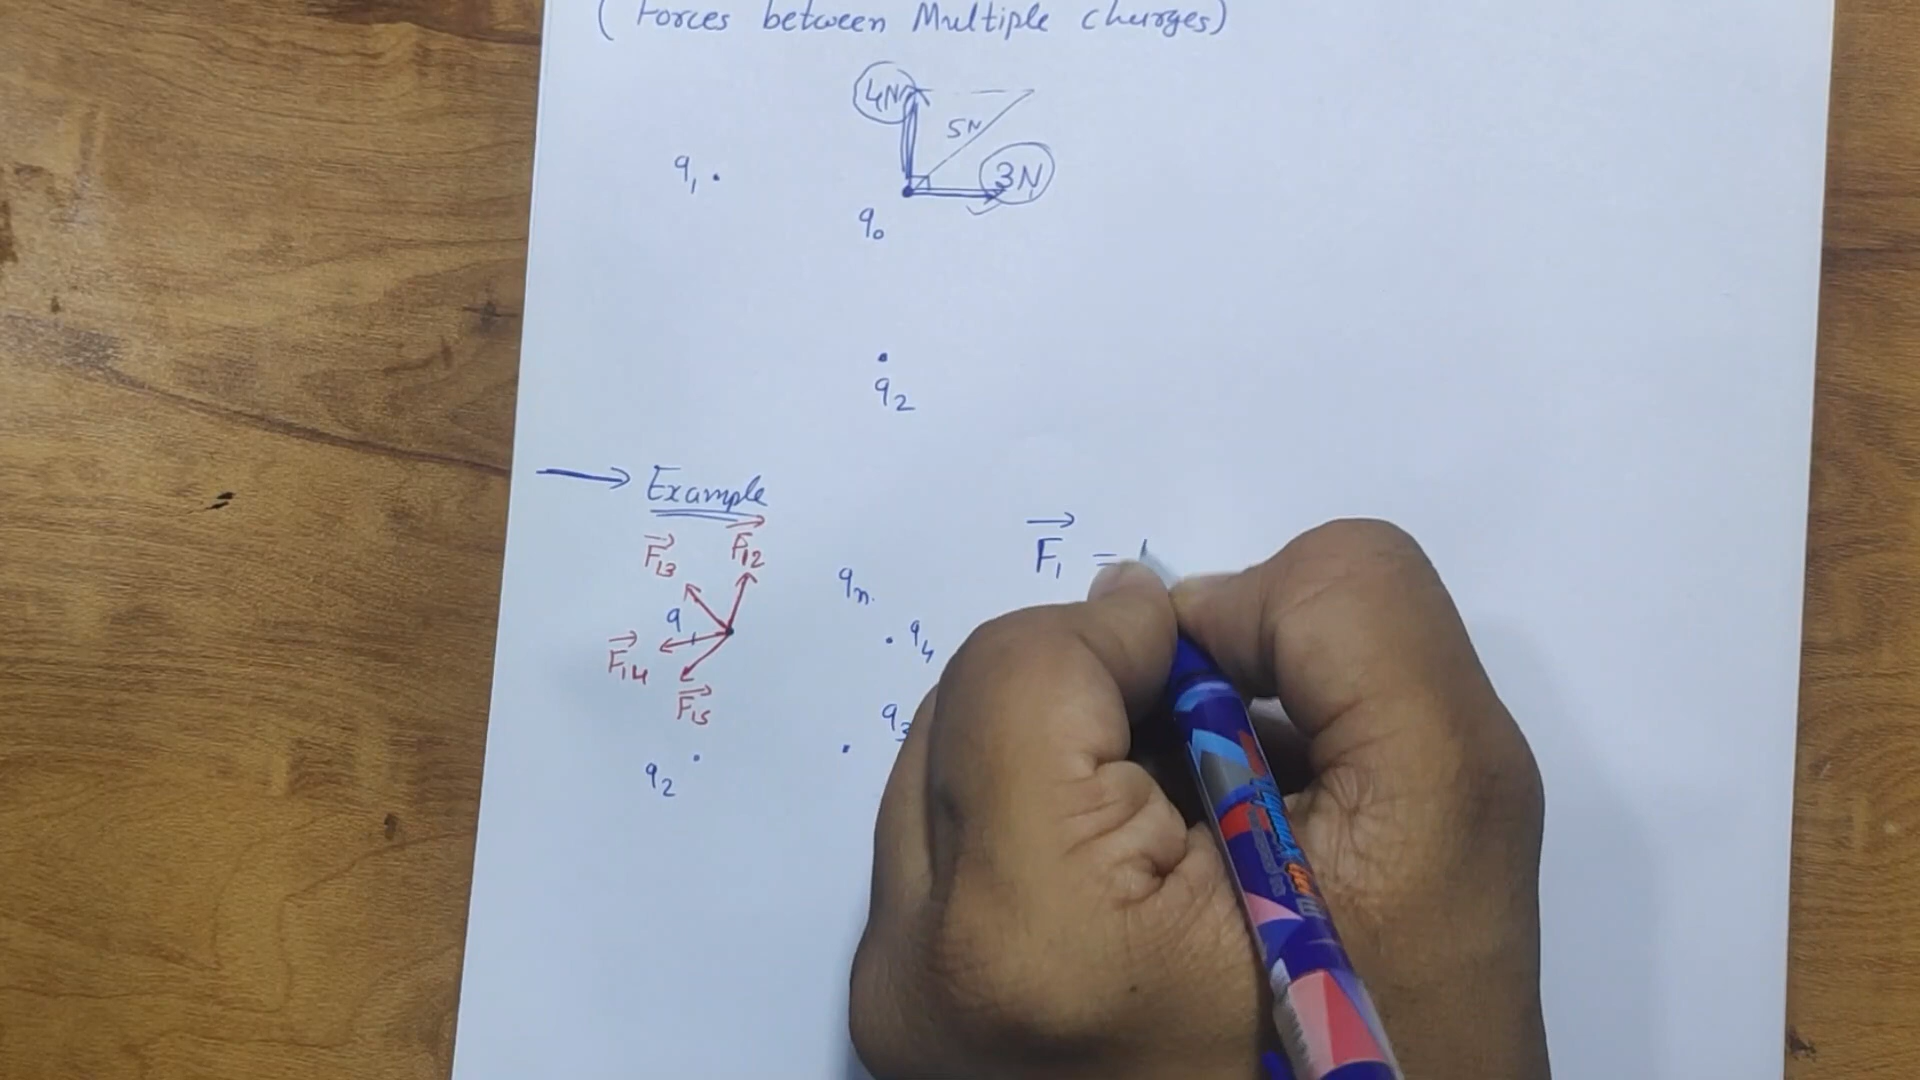 ( Forces between Multiple charges)
4N
5N
3N
q₁
q₀
q₂
Example
F₁₃
F₁₂
q
F₁₄
F₁₅
qₙ
q₄
q₃
q₂
F₁ =